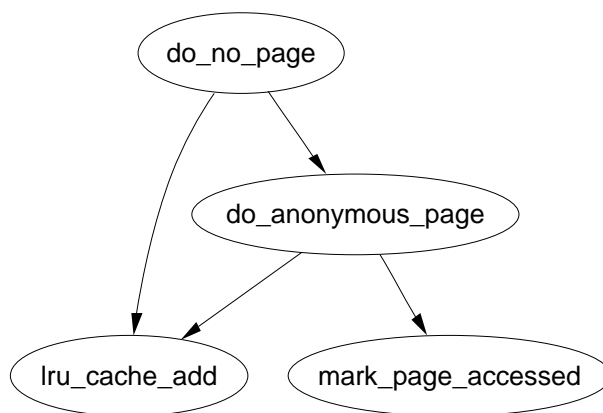 do_no_page
do_anonymous_page
lru_cache_add
mark_page_accessed